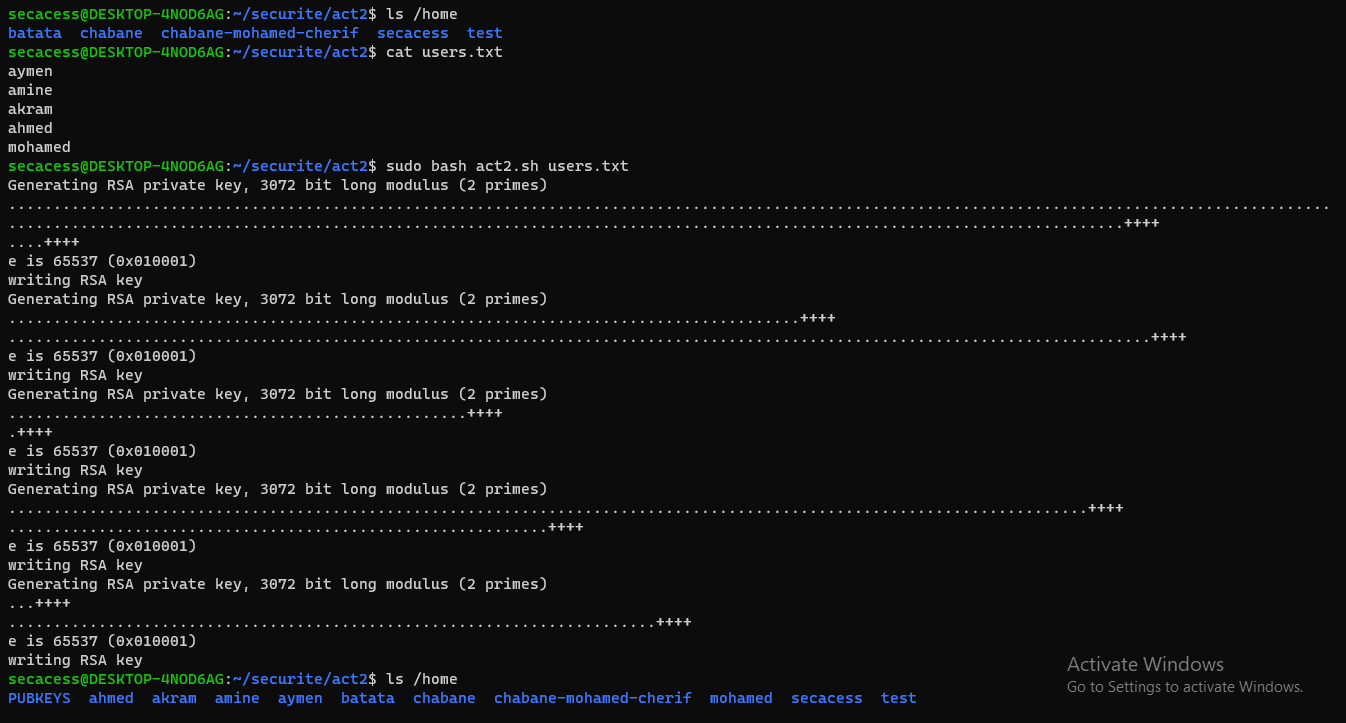 secacess@DESKTOP-4NOD6AG:~/securite/act2$ ls /home
batata  chabane  chabane-mohamed-cherif  secacess  test
secacess@DESKTOP-4NOD6AG:~/securite/act2$ cat users.txt
aymen
amine
akram
ahmed
mohamed
secacess@DESKTOP-4NOD6AG:~/securite/act2$ sudo bash act2.sh users.txt
Generating RSA private key, 3072 bit long modulus (2 primes)
...................................................................................................................................................
............................................................................................................................++++
....++++
e is 65537 (0x010001)
writing RSA key
Generating RSA private key, 3072 bit long modulus (2 primes)
........................................................................................++++
...............................................................................................................................++++
e is 65537 (0x010001)
writing RSA key
Generating RSA private key, 3072 bit long modulus (2 primes)
...................................................++++
.++++
e is 65537 (0x010001)
writing RSA key
Generating RSA private key, 3072 bit long modulus (2 primes)
........................................................................................................................++++
............................................................++++
e is 65537 (0x010001)
writing RSA key
Generating RSA private key, 3072 bit long modulus (2 primes)
...++++
........................................................................++++
e is 65537 (0x010001)
writing RSA key
secacess@DESKTOP-4NOD6AG:~/securite/act2$ ls /home
PUBKEYS  ahmed  akram  amine  aymen  batata  chabane  chabane-mohamed-cherif  mohamed  secacess  test
Activate Windows
Go to Settings to activate Windows.